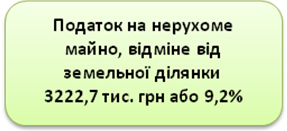 Податок на нерухоме
майно, відміне від
земельної ділянки
3222,7 тис. грн або 9,2%